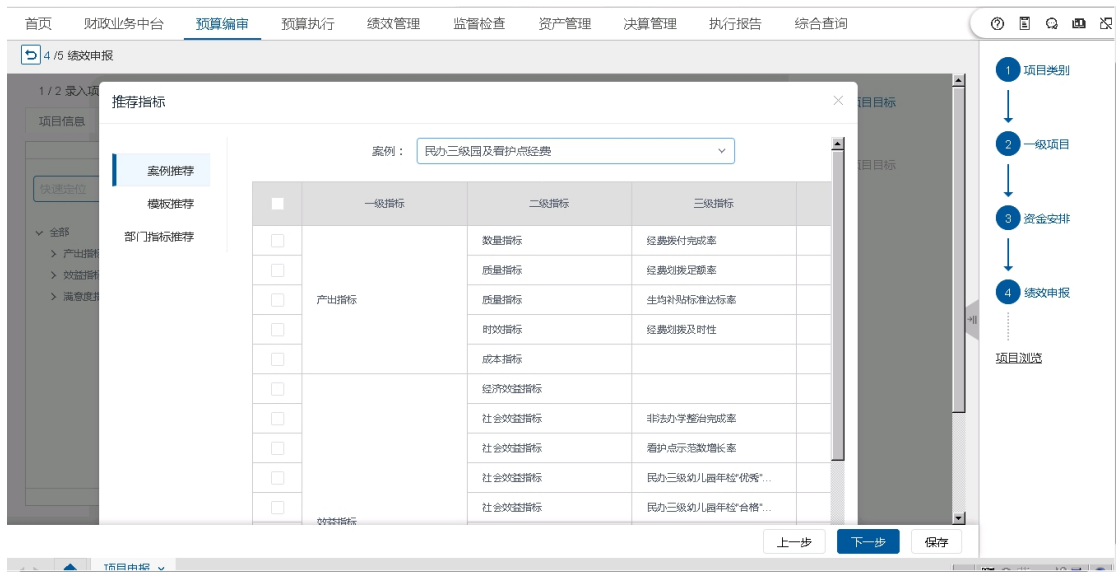 首页 财政业务中台 预算编审 预算执行 绩效管理 监督检查 资产管理 决算管理 执行报告 综合查询
4 /5 绩效申报
1 / 2 录入项
项目信息
快速定位
全部
产出指标
效益指标
满意度指
推荐指标
项目目标
项目目标
案例推荐
模板推荐
部门指标推荐
案例： 民办三级园及看护点经费
一级指标 二级指标 三级指标
数量指标 经费拨付完成率
质量指标 经费划拨足额率
产出指标 质量指标 生均补贴标准达标率
时效指标 经费划拨及时性
成本指标
经济效益指标
社会效益指标 非法办学整治完成率
社会效益指标 看护点示范数增长率
社会效益指标 民办三级幼儿园年检“优秀”...
社会效益指标 民办三级幼儿园年检“合格”...
效益指标
上一步 下一步 保存
项目申报
1 项目类别
2 一级项目
3 资金安排
4 绩效申报
项目浏览